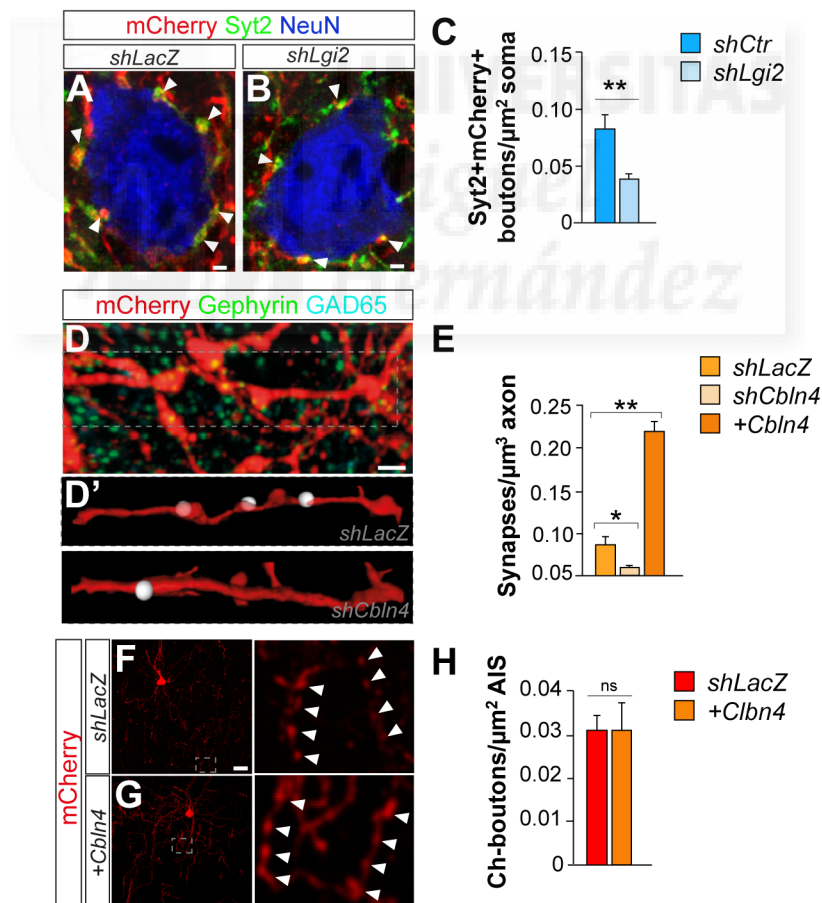 mCherry Syt2 NeuN
shLacZ
shLgi2
A
B
C
Syt2+mCherry+
boutons/µm² soma
0.15
0.10
0.05
0
**
shCtr
shLgi2
UNIVERSITAS
Miguel
Hernández
mCherry Gephyrin GAD65
D
D'
shLacZ
shCbln4
E
Synapses/µm³ axon
0.25
0.20
0.15
0.10
0.05
**
*
shLacZ
shCbln4
+Cbln4
mCherry
shLacZ
F
+Cbln4
G
H
Ch-boutons/µm² AIS
0.04
0.03
0.02
0.01
0
ns
shLacZ
+Clbn4